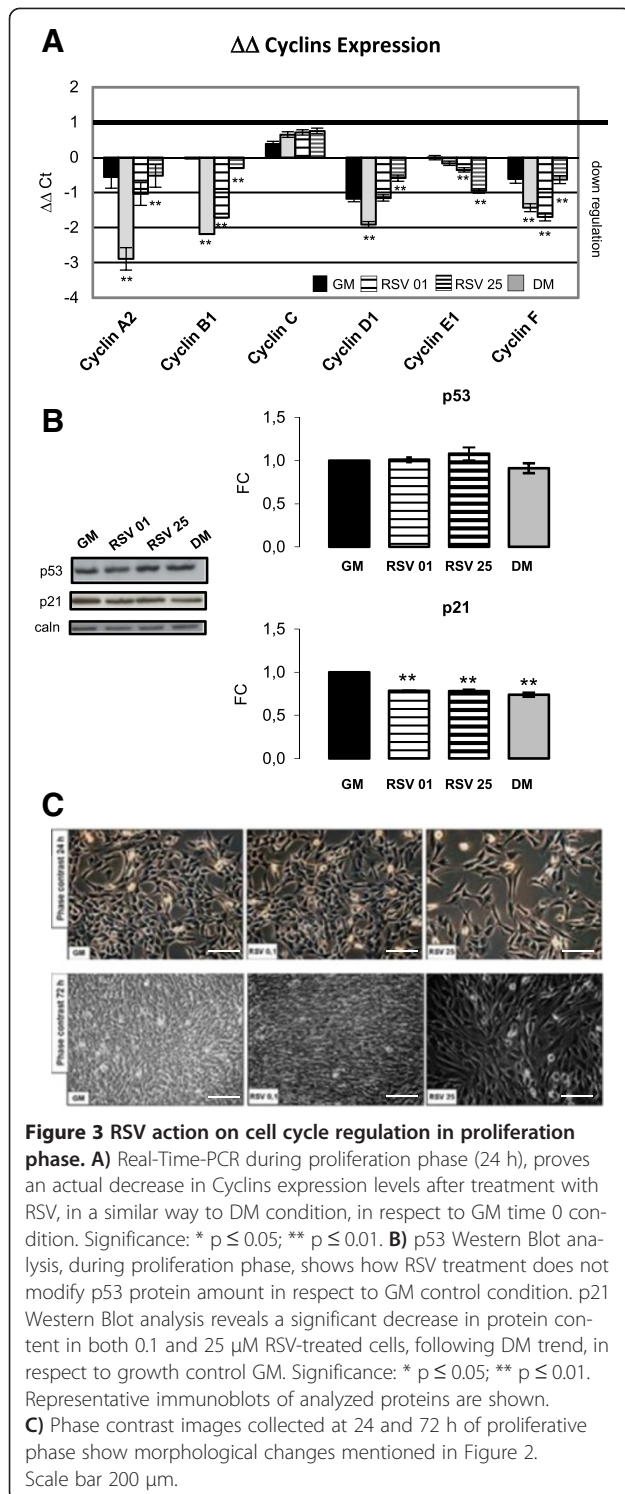 A
ΔΔ Cyclins Expression
2
1
0
-1
-2
-3
-4
ΔΔ Ct
down regulation
** ** ** ** ** ** ** ** ** ** ** **
GM RSV 01 RSV 25 DM
Cyclin A2
Cyclin B1
Cyclin C
Cyclin D1
Cyclin E1
Cyclin F
B
GM RSV 01 RSV 25 DM
p53
p21
caln
p53
FC
1,5
1,0
0,5
0,0
GM RSV 01 RSV 25 DM
p21
FC
1,5
1,0
0,5
0,0
** ** **
GM RSV 01 RSV 25 DM
C
Phase contrast 24 h
GM
RSV 0,1
RSV 25
Phase contrast 72 h
GM
RSV 0,1
RSV 25
Figure 3 RSV action on cell cycle regulation in proliferation
phase. A) Real-Time-PCR during proliferation phase (24 h), proves
an actual decrease in Cyclins expression levels after treatment with
RSV, in a similar way to DM condition, in respect to GM time 0 con-
dition. Significance: * p ≤ 0.05; ** p ≤ 0.01. B) p53 Western Blot ana-
lysis, during proliferation phase, shows how RSV treatment does not
modify p53 protein amount in respect to GM control condition. p21
Western Blot analysis reveals a significant decrease in protein con-
tent in both 0.1 and 25 μM RSV-treated cells, following DM trend, in
respect to growth control GM. Significance: * p ≤ 0.05; ** p ≤ 0.01.
Representative immunoblots of analyzed proteins are shown.
C) Phase contrast images collected at 24 and 72 h of proliferative
phase show morphological changes mentioned in Figure 2.
Scale bar 200 μm.